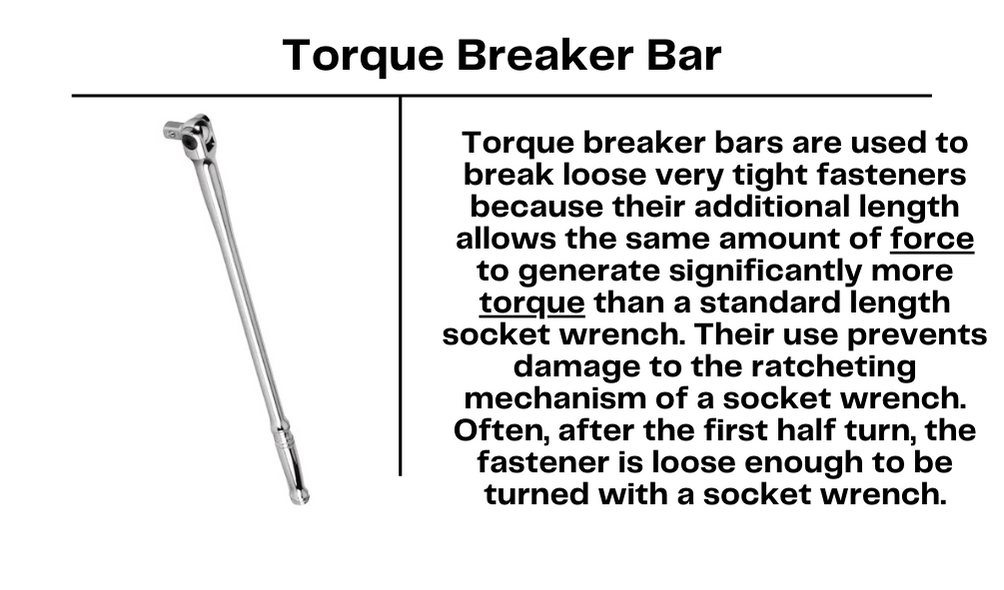 Torque Breaker Bar
Torque breaker bars are used to
break loose very tight fasteners
because their additional length
allows the same amount of force
to generate significantly more
torque than a standard length
socket wrench. Their use prevents
damage to the ratcheting
mechanism of a socket wrench.
Often, after the first half turn, the
fastener is loose enough to be
turned with a socket wrench.